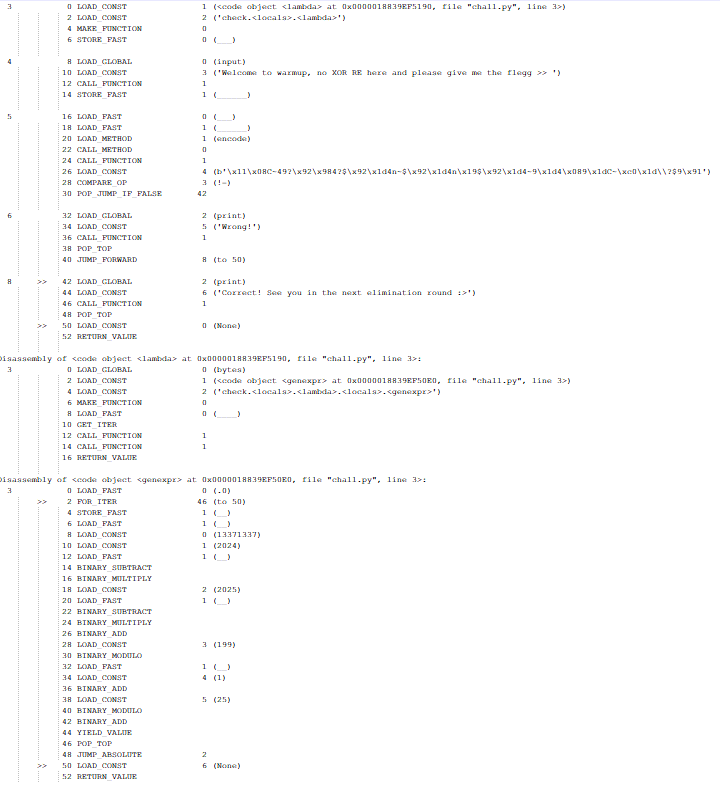 3 0 LOAD_CONST 1 (<code object <lambda> at 0x0000018839EF5190, file "chall.py", line 3>)
2 LOAD_CONST 2 ('check.<locals>.<lambda>')
4 MAKE_FUNCTION 0
6 STORE_FAST 0 (___)
4 8 LOAD_GLOBAL 0 (input)
10 LOAD_CONST 3 ('Welcome to warmup, no XOR RE here and please give me the flegg >> ')
12 CALL_FUNCTION 1
14 STORE_FAST 1 (______)
5 16 LOAD_FAST 0 (___)
18 LOAD_FAST 1 (______)
20 LOAD_METHOD 1 (encode)
22 CALL_METHOD 0
24 CALL_FUNCTION 1
26 LOAD_CONST 4 (b'\x11\x08C~49?\x92\x984?$\x92\x1d4n~$\x92\x1d4n\x19$\x92\x1d4~9\x1d4\x089\x1dC~\xc0\x1d\\?$9\x91')
28 COMPARE_OP 3 (!=)
30 POP_JUMP_IF_FALSE 42
6 32 LOAD_GLOBAL 2 (print)
34 LOAD_CONST 5 ('Wrong!')
36 CALL_FUNCTION 1
38 POP_TOP
40 JUMP_FORWARD 8 (to 50)
8 >> 42 LOAD_GLOBAL 2 (print)
44 LOAD_CONST 6 ('Correct! See you in the next elimination round :>')
46 CALL_FUNCTION 1
48 POP_TOP
>> 50 LOAD_CONST 0 (None)
52 RETURN_VALUE
Disassembly of <code object <lambda> at 0x0000018839EF5190, file "chall.py", line 3>:
3 0 LOAD_GLOBAL 0 (bytes)
2 LOAD_CONST 1 (<code object <genexpr> at 0x0000018839EF50E0, file "chall.py", line 3>)
4 LOAD_CONST 2 ('check.<locals>.<lambda>.<locals>.<genexpr>')
6 MAKE_FUNCTION 0
8 LOAD_FAST 0 (____)
10 GET_ITER
12 CALL_FUNCTION 1
14 CALL_FUNCTION 1
16 RETURN_VALUE
Disassembly of <code object <genexpr> at 0x0000018839EF50E0, file "chall.py", line 3>:
3 0 LOAD_FAST 0 (.0)
>> 2 FOR_ITER 46 (to 50)
4 STORE_FAST 1 (__)
6 LOAD_FAST 1 (__)
8 LOAD_CONST 0 (13371337)
10 LOAD_CONST 1 (2024)
12 LOAD_FAST 1 (__)
14 BINARY_SUBTRACT
16 BINARY_MULTIPLY
18 LOAD_CONST 2 (2025)
20 LOAD_FAST 1 (__)
22 BINARY_SUBTRACT
24 BINARY_MULTIPLY
26 BINARY_ADD
28 LOAD_CONST 3 (199)
30 BINARY_MODULO
32 LOAD_FAST 1 (__)
34 LOAD_CONST 4 (1)
36 BINARY_ADD
38 LOAD_CONST 5 (25)
40 BINARY_MODULO
42 BINARY_ADD
44 YIELD_VALUE
46 POP_TOP
48 JUMP_ABSOLUTE 2
>> 50 LOAD_CONST 6 (None)
52 RETURN_VALUE